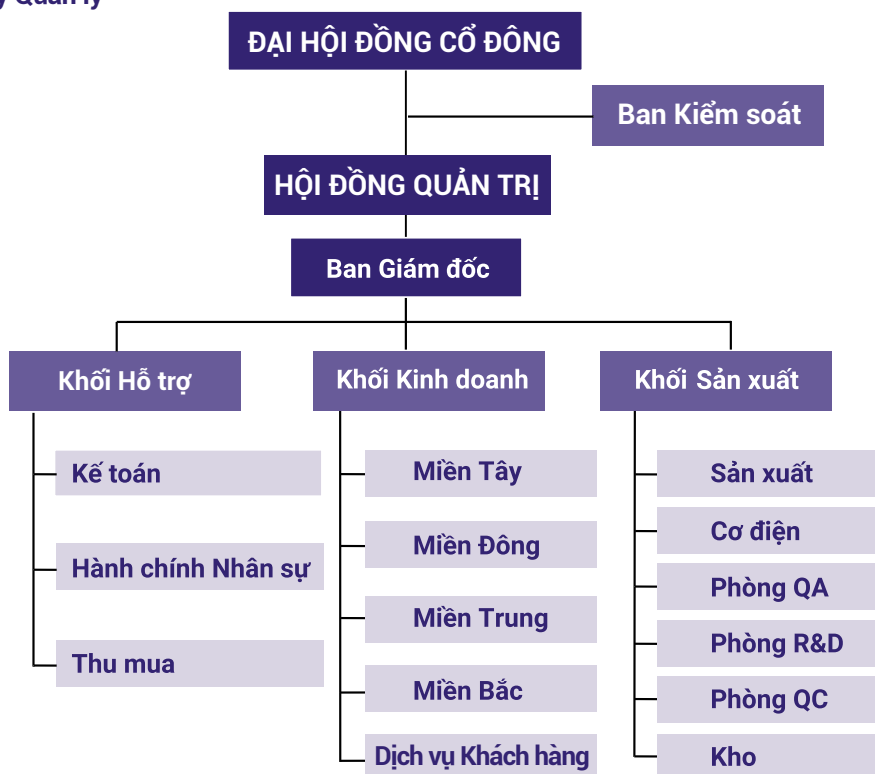 Quản lý
ĐẠI HỘI ĐỒNG CỔ ĐÔNG
Ban Kiểm soát
HỘI ĐỒNG QUẢN TRỊ
Ban Giám đốc
Khối Hỗ trợ
Kế toán
Hành chính Nhân sự
Thu mua
Khối Kinh doanh
Miền Tây
Miền Đông
Miền Trung
Miền Bắc
Dịch vụ Khách hàng
Khối Sản xuất
Sản xuất
Cơ điện
Phòng QA
Phòng R&D
Phòng QC
Kho